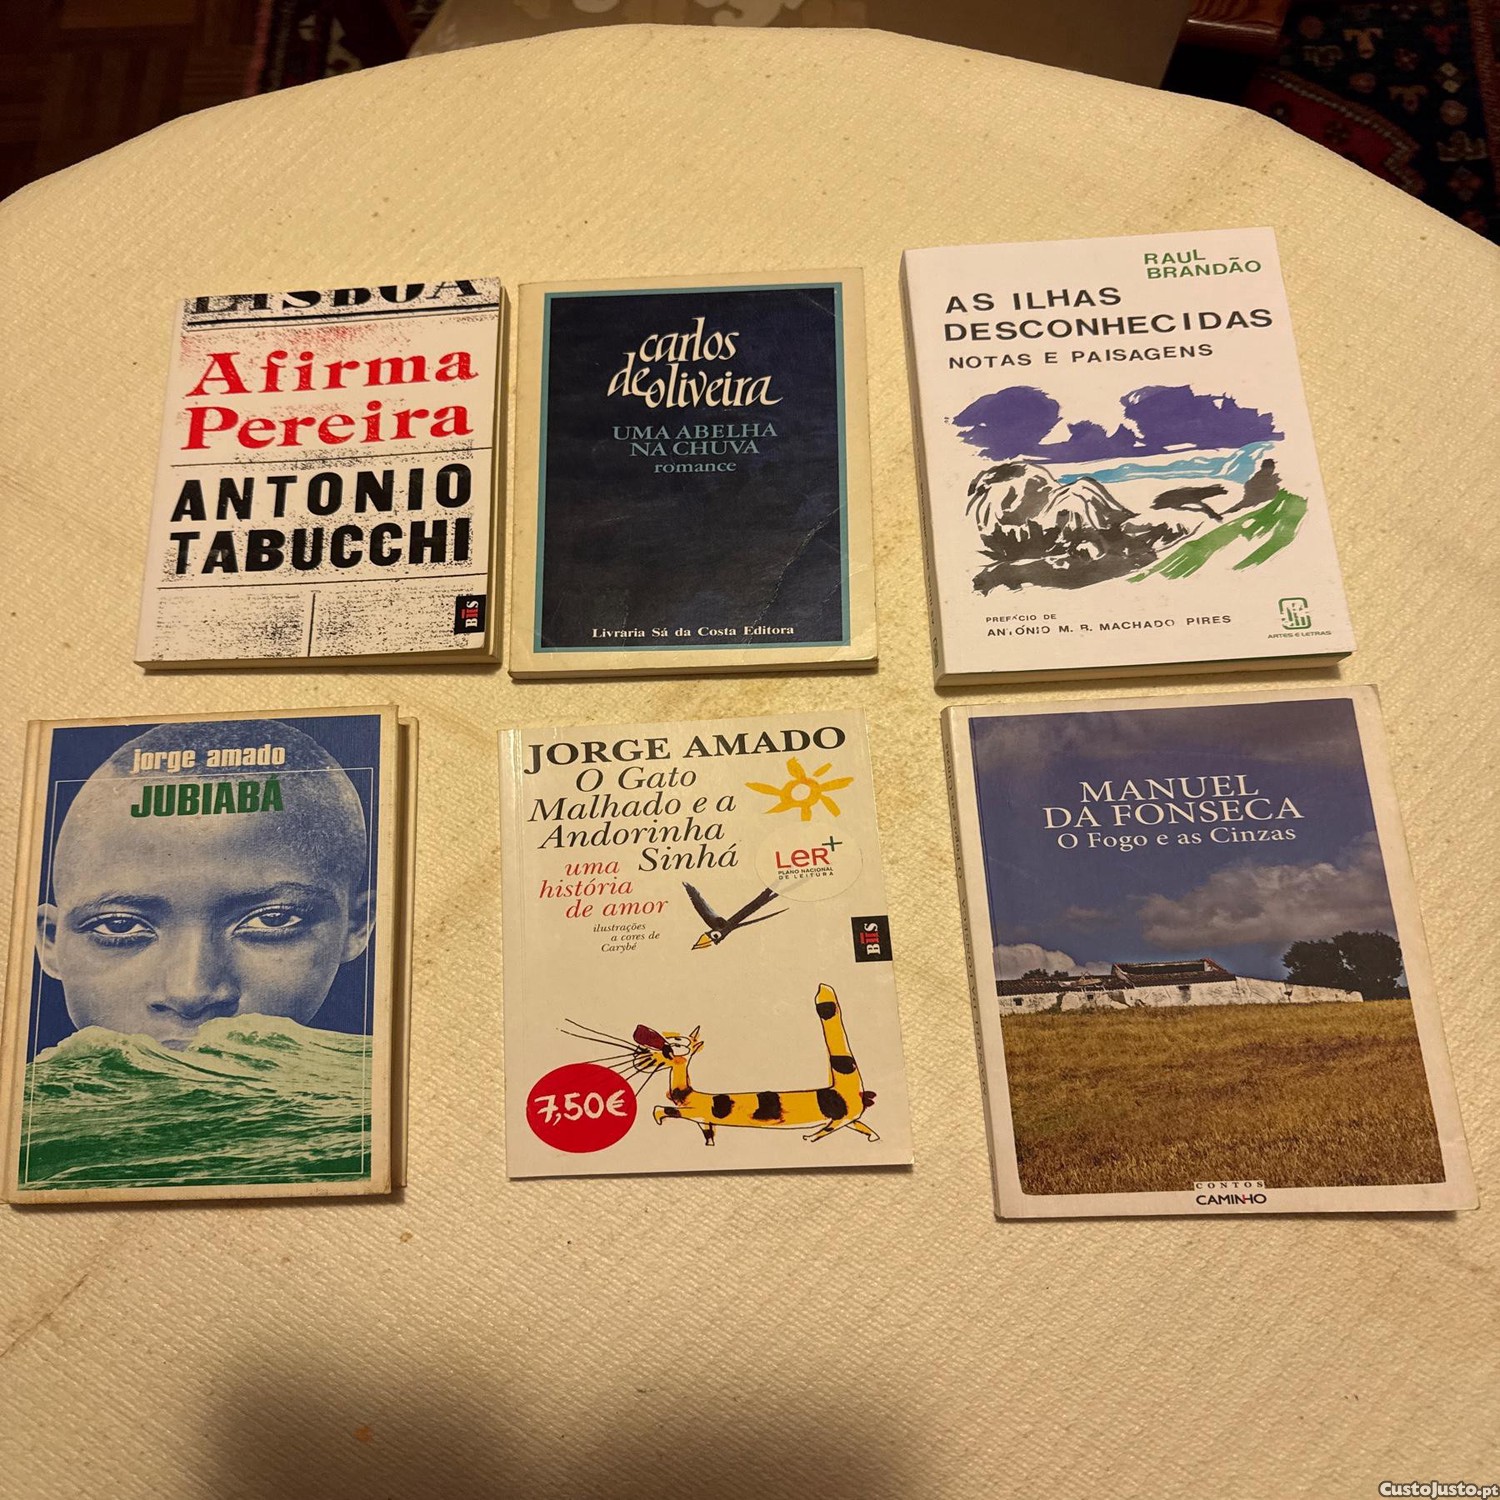 LISBOA
Afirma
Pereira
ANTONIO
TABUCCHI
BIIS
carlos
de oliveira
UMA ABELHA
NA CHUVA
romance
Livraria Sá da Costa Editora
RAUL
BRANDÃO
AS ILHAS
DESCONHECIDAS
NOTAS E PAISAGENS
PREFÁCIO DE
ANTÓNIO M. B. MACHADO PIRES
ARTES E LETRAS
jorge amado
JUBIABÁ
JORGE AMADO
O Gato
Malhado e a
Andorinha
Sinhá
uma
história
de amor
ilustrações
a cores de
Carybé
LeR+
PLANO NACIONAL
DE LEITURA
BIIS
7,50€
MANUEL
DA FONSECA
O Fogo e as Cinzas
CONTOS
CAMINHO
CustoJusto.pt